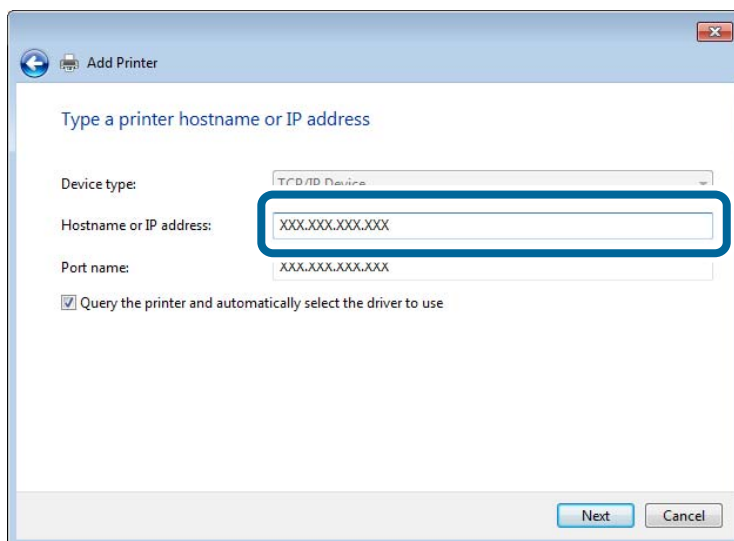 Add Printer
Type a printer hostname or IP address
Device type: TCP/IP Device
Hostname or IP address: XXX.XXX.XXX.XXX
Port name: XXX.XXX.XXX.XXX
Query the printer and automatically select the driver to use
Next Cancel